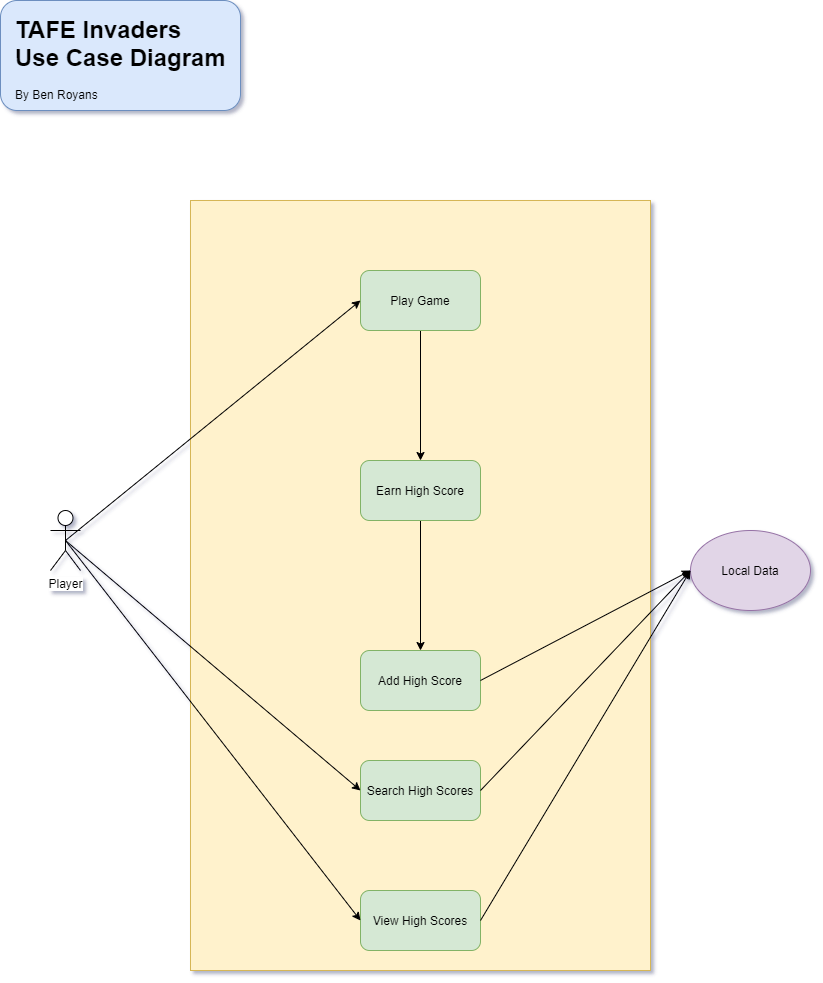 TAFE Invaders
Use Case Diagram
By Ben Royans
Play Game
Earn High Score
Player
Local Data
Add High Score
Search High Scores
View High Scores